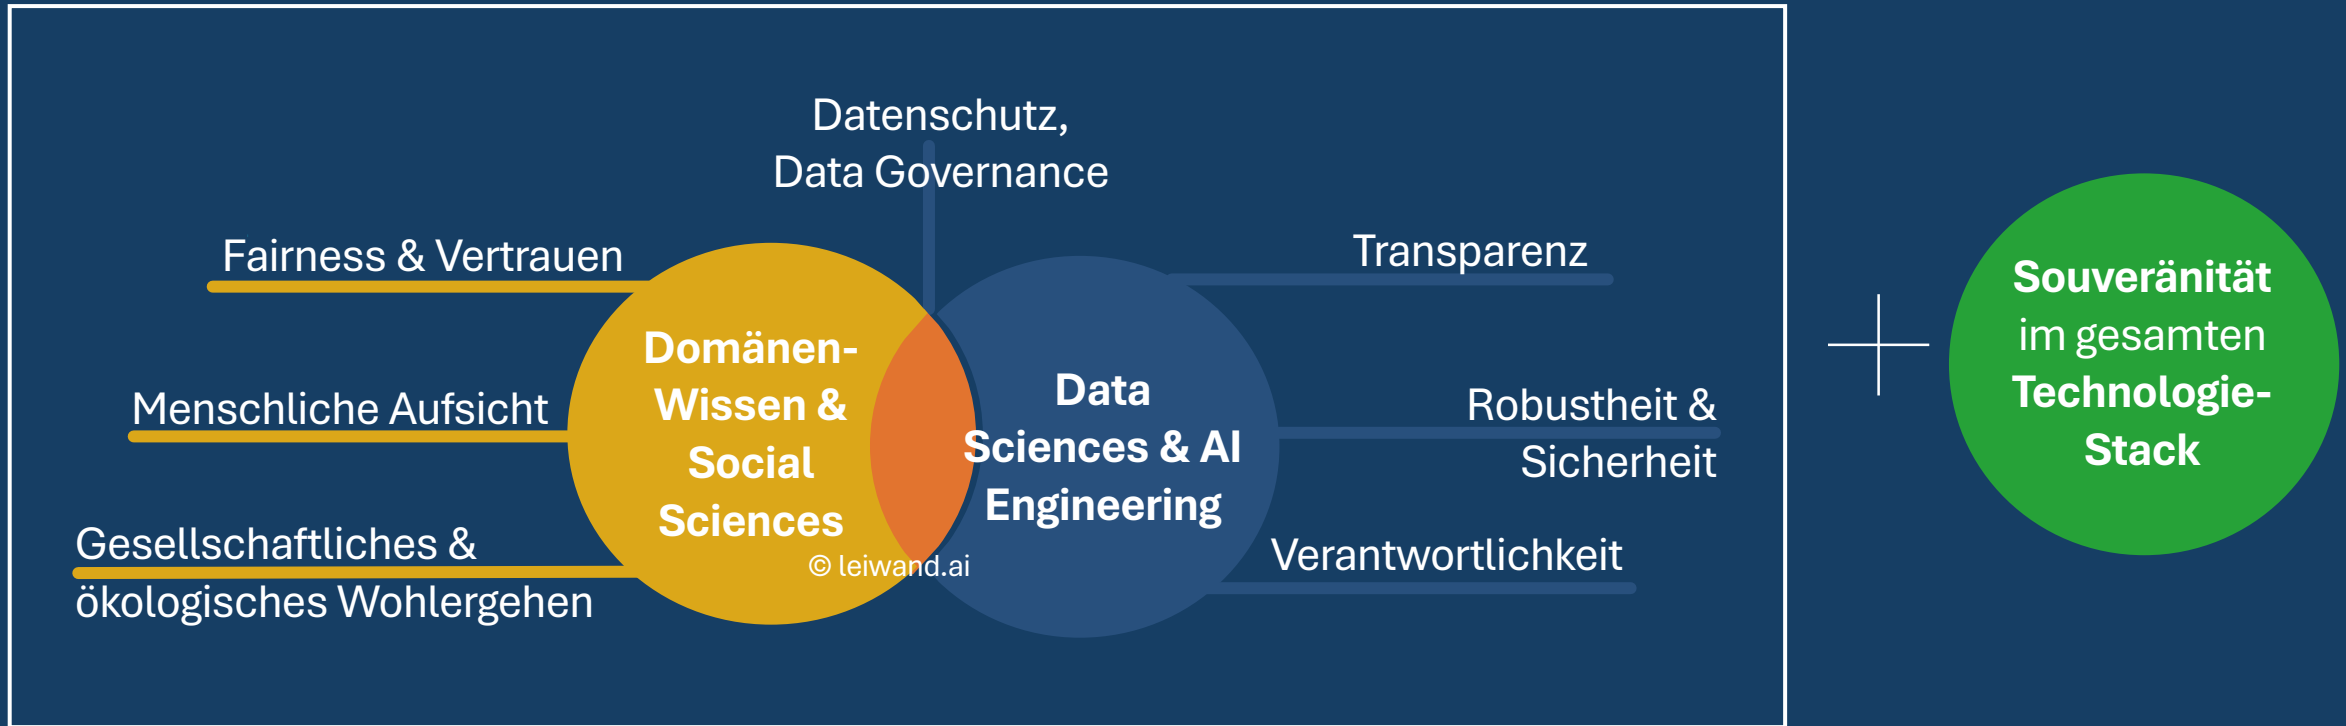 Datenschutz,
Data Governance
Fairness & Vertrauen
Menschliche Aufsicht
Gesellschaftliches &
ökologisches Wohlergehen
Domänen-
Wissen &
Social
Sciences
© leiwand.ai
Data
Sciences & AI
Engineering
Transparenz
Robustheit &
Sicherheit
Verantwortlichkeit
Souveränität
im gesamten
Technologie-
Stack